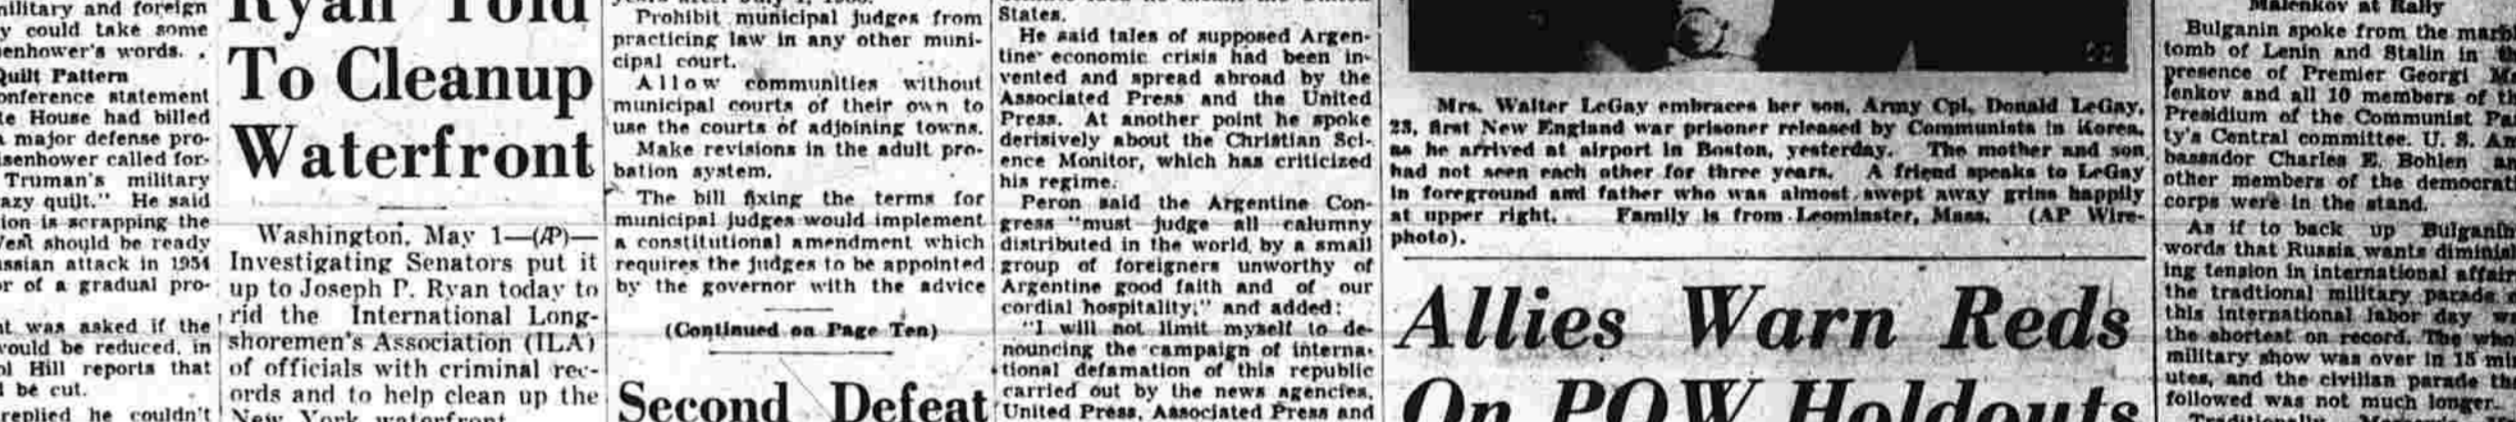 military and foreign
y could take some
enhower's words. .
Quilt Pattern
onference statement
te House had billed
a major defense pro-
isenhower called for-
Truman's military
azy quilt." He said
ion is scrapping the
West should be ready
ussian attack in 1954
or of a gradual pro-
nt was asked if the
would be reduced, in
ol Hill reports that
d be cut.
replied he couldn't
Ryan Told
To Cleanup
Waterfront
Washington, May 1—(AP)—
Investigating Senators put it
up to Joseph P. Ryan today to
rid the International Long-
shoremen's Association (ILA)
of officials with criminal rec-
ords and to help clean up the
New York waterfront.
Prohibit municipal judges from
practicing law in any other muni-
cipal court.
Allow communities without
municipal courts of their own to
use the courts of adjoining towns.
Make revisions in the adult pro-
bation system.
The bill fixing the terms for
municipal judges would implement
a constitutional amendment which
requires the judges to be appointed
by the governor with the advice
(Continued on Page Ten)
Second Defeat
States.
He said tales of supposed Argen-
tine economic crisis had been in-
vented and spread abroad by the
Associated Press and the United
Press. At another point he spoke
derisively about the Christian Sci-
ence Monitor, which has criticized
his regime.
Peron said the Argentine Con-
gress "must judge all calumny
distributed in the world by a small
group of foreigners unworthy of
Argentine good faith and of our
cordial hospitality;" and added:
"I will not limit myself to de-
nouncing the campaign of interna-
tional defamation of this republic
carried out by the news agencies,
United Press, Associated Press and
Mrs. Walter LeGay embraces her son, Army Cpl. Donald LeGay,
23, first New England war prisoner released by Communists in Korea,
as he arrived at airport in Boston, yesterday. The mother and son
had not seen each other for three years. A friend speaks to LeGay
in foreground and father who was almost swept away grins happily
at upper right. Family is from Leominster, Mass. (AP Wire-
photo).
Allies Warn Reds
On POW Holdouts
Malenkov at Rally
Bulganin spoke from the marbl
tomb of Lenin and Stalin in th
presence of Premier Georgi Ma
lenkov and all 10 members of th
Presidium of the Communist Par
ty's Central committee. U. S. Am
bassador Charles E. Bohlen an
other members of the democrat
corps were in the stand.
As if to back up Bulganin
words that Russia wants diminish
ing tension in international affair
the tradtional military parade
this international labor day wa
the shortest on record. The who
military show was over in 15 min
utes, and the civilian parade th
followed was not much longer.